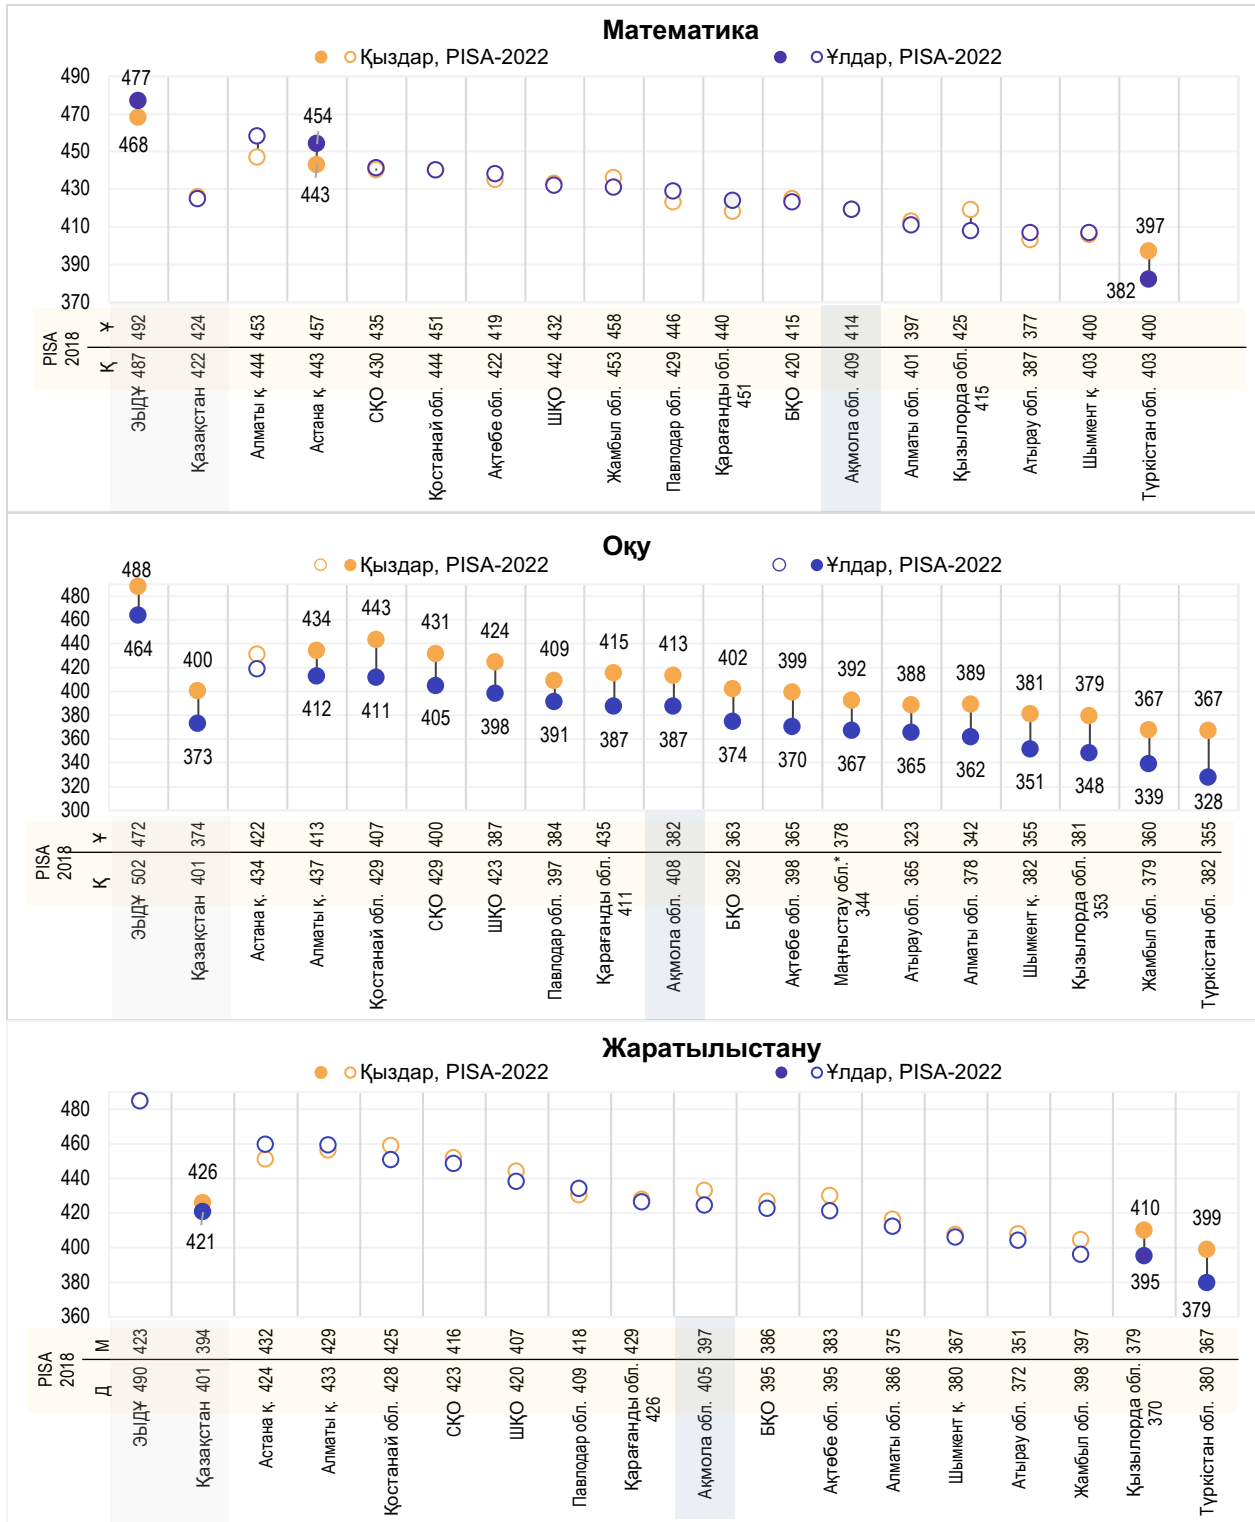 Математика
Қыздар, PISA-2022
Ұлдар, PISA-2022
490
470
450
430
410
390
370
477
468
454
443
397
382
PISA 2018
Ұ 492 424 453 457 435 451 419 432 458 446 440 415 414 397 425 377 400 400
Қ
ЭЫДҰ 487
Қазақстан 422
Алматы қ. 444
Астана қ. 443
СҚО 430
Қостанай обл. 444
Ақтөбе обл. 422
ШҚО 442
Жамбыл обл. 453
Павлодар обл. 429
Қарағанды обл. 451
БҚО 420
Ақмола обл. 409
Алматы обл. 401
Қызылорда обл. 415
Атырау обл. 387
Шымкент қ. 403
Түркістан обл. 403
Оқу
Қыздар, PISA-2022
Ұлдар, PISA-2022
480
460
440
420
400
380
360
340
320
300
488 400 434 443 431 424 409 415 413 402 399 392 388 389 381 379 367 367
464 373 412 411 405 398 391 387 387 374 370 367 365 362 351 348 339 328
PISA 2018
Ұ 472 374 422 413 407 400 387 384 435 382 363 365 378 323 342 355 381 360 355
Қ
ЭЫДҰ 502
Қазақстан 401
Астана қ. 434
Алматы қ. 437
Қостанай обл. 429
СҚО 429
ШҚО 423
Павлодар обл. 397
Қарағанды обл. 411
Ақмола обл. 408
БҚО 392
Ақтөбе обл. 398
Маңғыстау обл.* 344
Атырау обл. 365
Алматы обл. 378
Шымкент қ. 382
Қызылорда обл. 353
Жамбыл обл. 379
Түркістан обл. 382
Жаратылыстану
Қыздар, PISA-2022
Ұлдар, PISA-2022
480
460
440
420
400
380
360
426
421
410
395
399
379
PISA 2018
М 423 394 432 429 425 416 407 418 429 397 386 383 375 367 351 397 379 367
Д
ЭЫДҰ 490
Қазақстан 401
Астана қ. 424
Алматы қ. 433
Қостанай обл. 428
СҚО 423
ШҚО 420
Павлодар обл. 409
Қарағанды обл. 426
Ақмола обл. 405
БҚО 395
Ақтөбе обл. 395
Алматы обл. 386
Шымкент қ. 380
Атырау обл. 372
Жамбыл обл. 398
Қызылорда обл. 370
Түркістан обл. 380